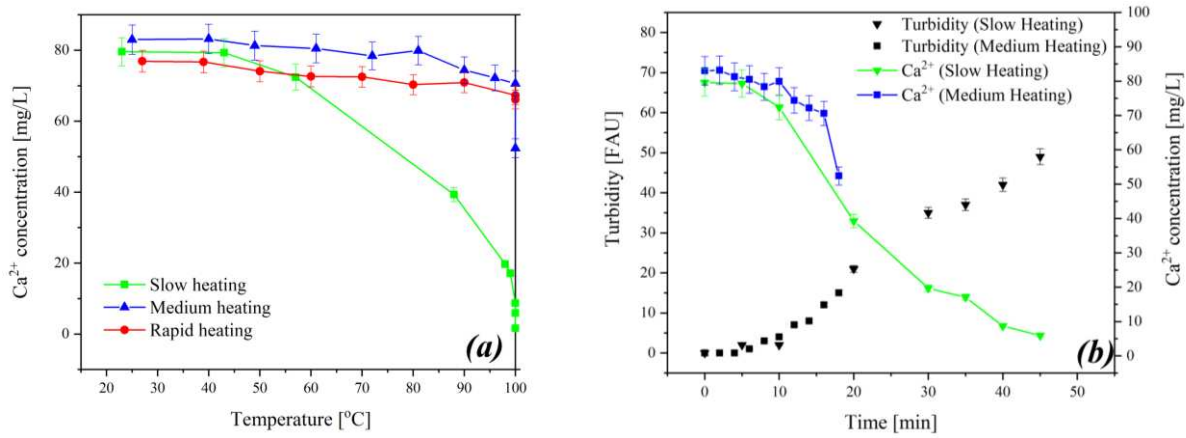 Ca²⁺ concentration [mg/L]
80
60
40
20
0
Slow heating
Medium heating
Rapid heating
(a)
20 30 40 50 60 70 80 90 100
Temperature [°C]
Turbidity [FAU]
80
70
60
50
40
30
20
10
0
Turbidity (Slow Heating)
Turbidity (Medium Heating)
Ca²⁺ (Slow Heating)
Ca²⁺ (Medium Heating)
(b)
0 10 20 30 40 50
Time [min]
100
90
80
70
60
50
40
30
20
10
0
Ca²⁺ concentration [mg/L]